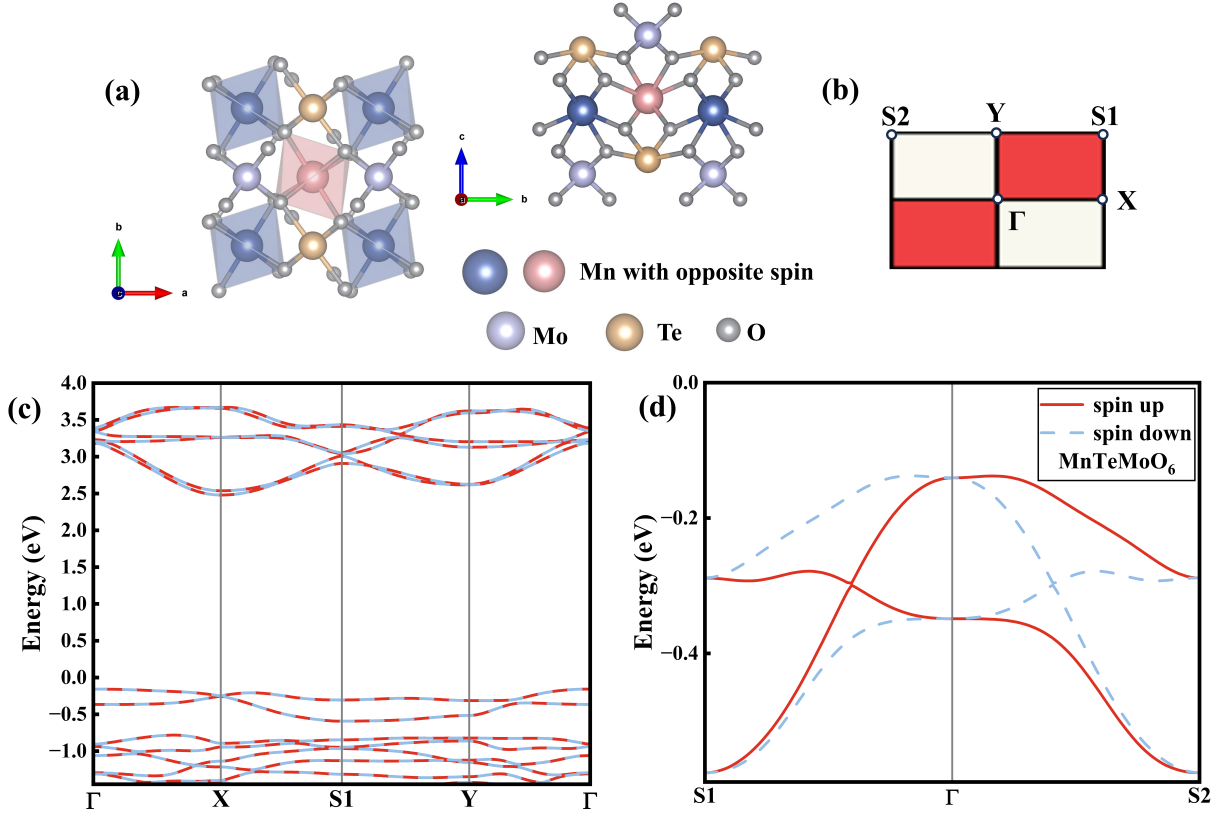 (a)
b
a
c
c
b
Mn with opposite spin
Mo
Te
O
(b)
S2
Y
S1
Γ
X
(c)
Energy (eV)
4.0
3.5
3.0
2.5
2.0
1.5
1.0
0.5
0.0
−0.5
−1.0
Γ
X
S1
Y
Γ
(d)
Energy (eV)
0.0
−0.2
−0.4
spin up
spin down
MnTeMoO₆
S1
Γ
S2